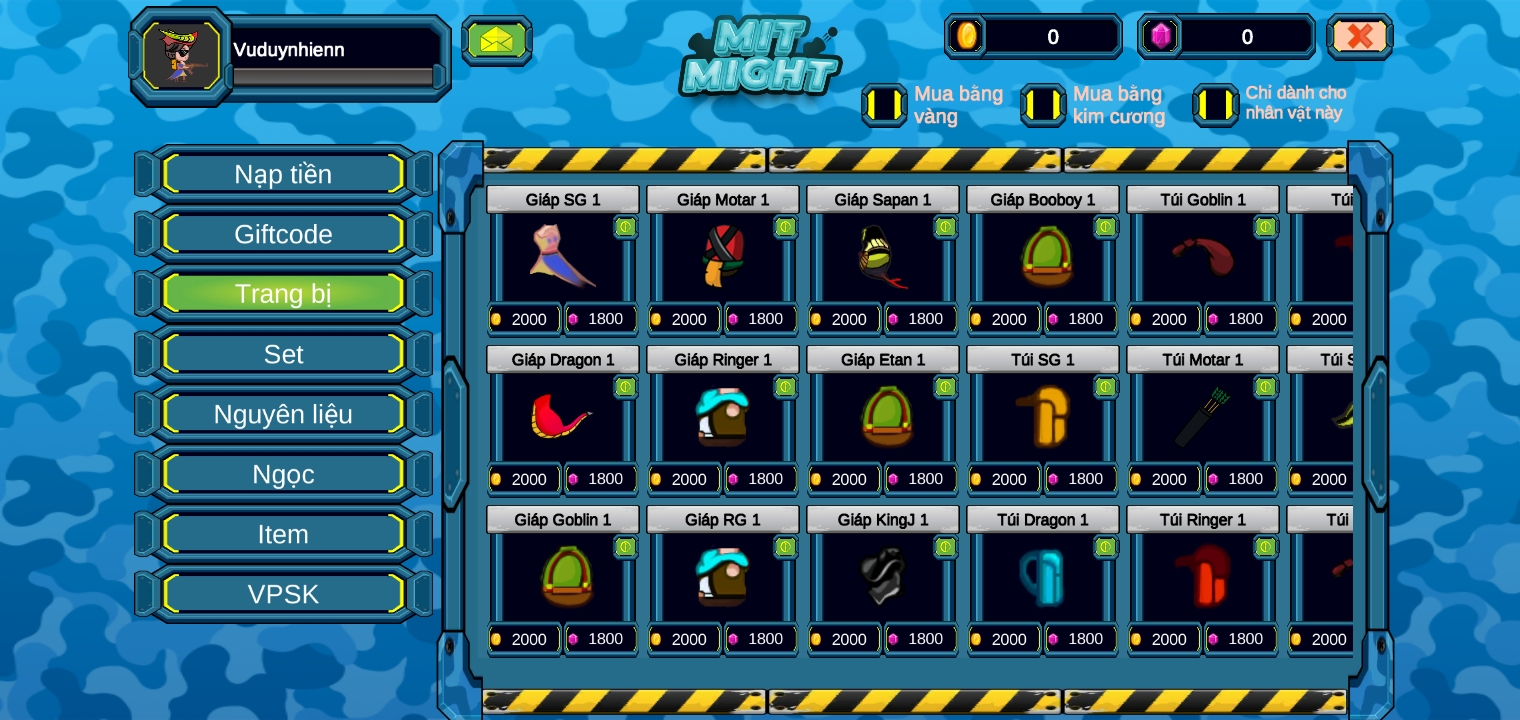 Vuduynhienn
MIT
MIGHT
0
0
Mua bằng
vàng
Mua bằng
kim cương
Chỉ dành cho
nhân vật này
Nạp tiền
Giftcode
Trang bị
Set
Nguyên liệu
Ngọc
Item
VPSK
Giáp SG 1 Giáp Motar 1 Giáp Sapan 1 Giáp Booboy 1 Túi Goblin 1 Túi
2000 1800 2000 1800 2000 1800 2000 1800 2000 1800 2000
Giáp Dragon 1 Giáp Ringer 1 Giáp Etan 1 Túi SG 1 Túi Motar 1 Túi S
2000 1800 2000 1800 2000 1800 2000 1800 2000 1800 2000
Giáp Goblin 1 Giáp RG 1 Giáp KingJ 1 Túi Dragon 1 Túi Ringer 1 Túi
2000 1800 2000 1800 2000 1800 2000 1800 2000 1800 2000